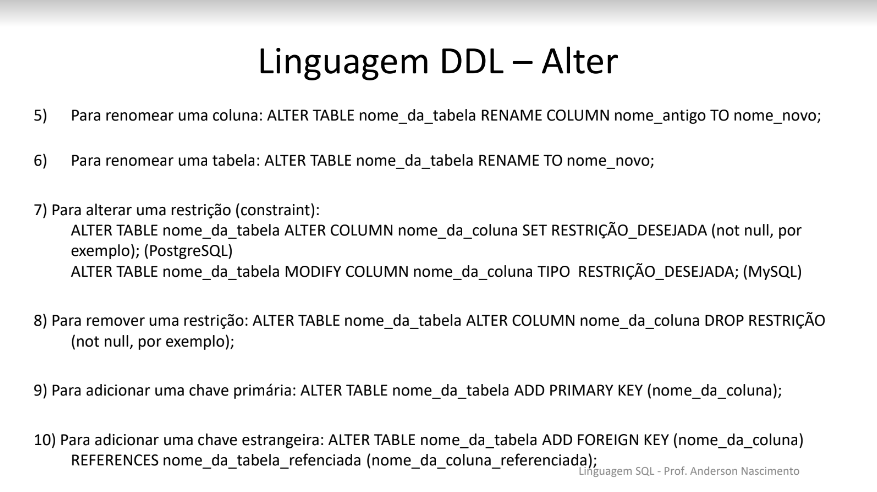 Linguagem DDL – Alter
5) Para renomear uma coluna: ALTER TABLE nome_da_tabela RENAME COLUMN nome_antigo TO nome_novo;
6) Para renomear uma tabela: ALTER TABLE nome_da_tabela RENAME TO nome_novo;
7) Para alterar uma restrição (constraint):
ALTER TABLE nome_da_tabela ALTER COLUMN nome_da_coluna SET RESTRIÇÃO_DESEJADA (not null, por
exemplo); (PostgreSQL)
ALTER TABLE nome_da_tabela MODIFY COLUMN nome_da_coluna TIPO RESTRIÇÃO_DESEJADA; (MySQL)
8) Para remover uma restrição: ALTER TABLE nome_da_tabela ALTER COLUMN nome_da_coluna DROP RESTRIÇÃO
(not null, por exemplo);
9) Para adicionar uma chave primária: ALTER TABLE nome_da_tabela ADD PRIMARY KEY (nome_da_coluna);
10) Para adicionar uma chave estrangeira: ALTER TABLE nome_da_tabela ADD FOREIGN KEY (nome_da_coluna)
REFERENCES nome_da_tabela_refenciada (nome_da_coluna_referenciada);
Linguagem SQL - Prof. Anderson Nascimento